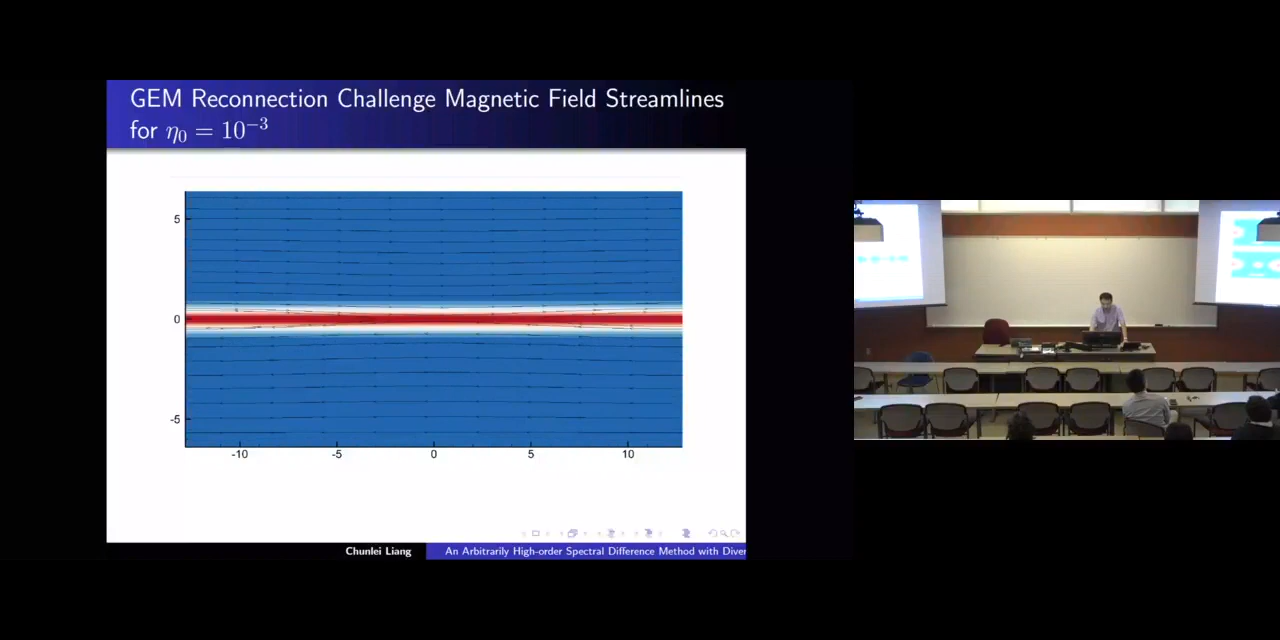 GEM Reconnection Challenge Magnetic Field Streamlines
for η₀ = 10⁻³
5
0
-5
-10 -5 0 5 10
Chunlei Liang An Arbitrarily High-order Spectral Difference Method with Diver